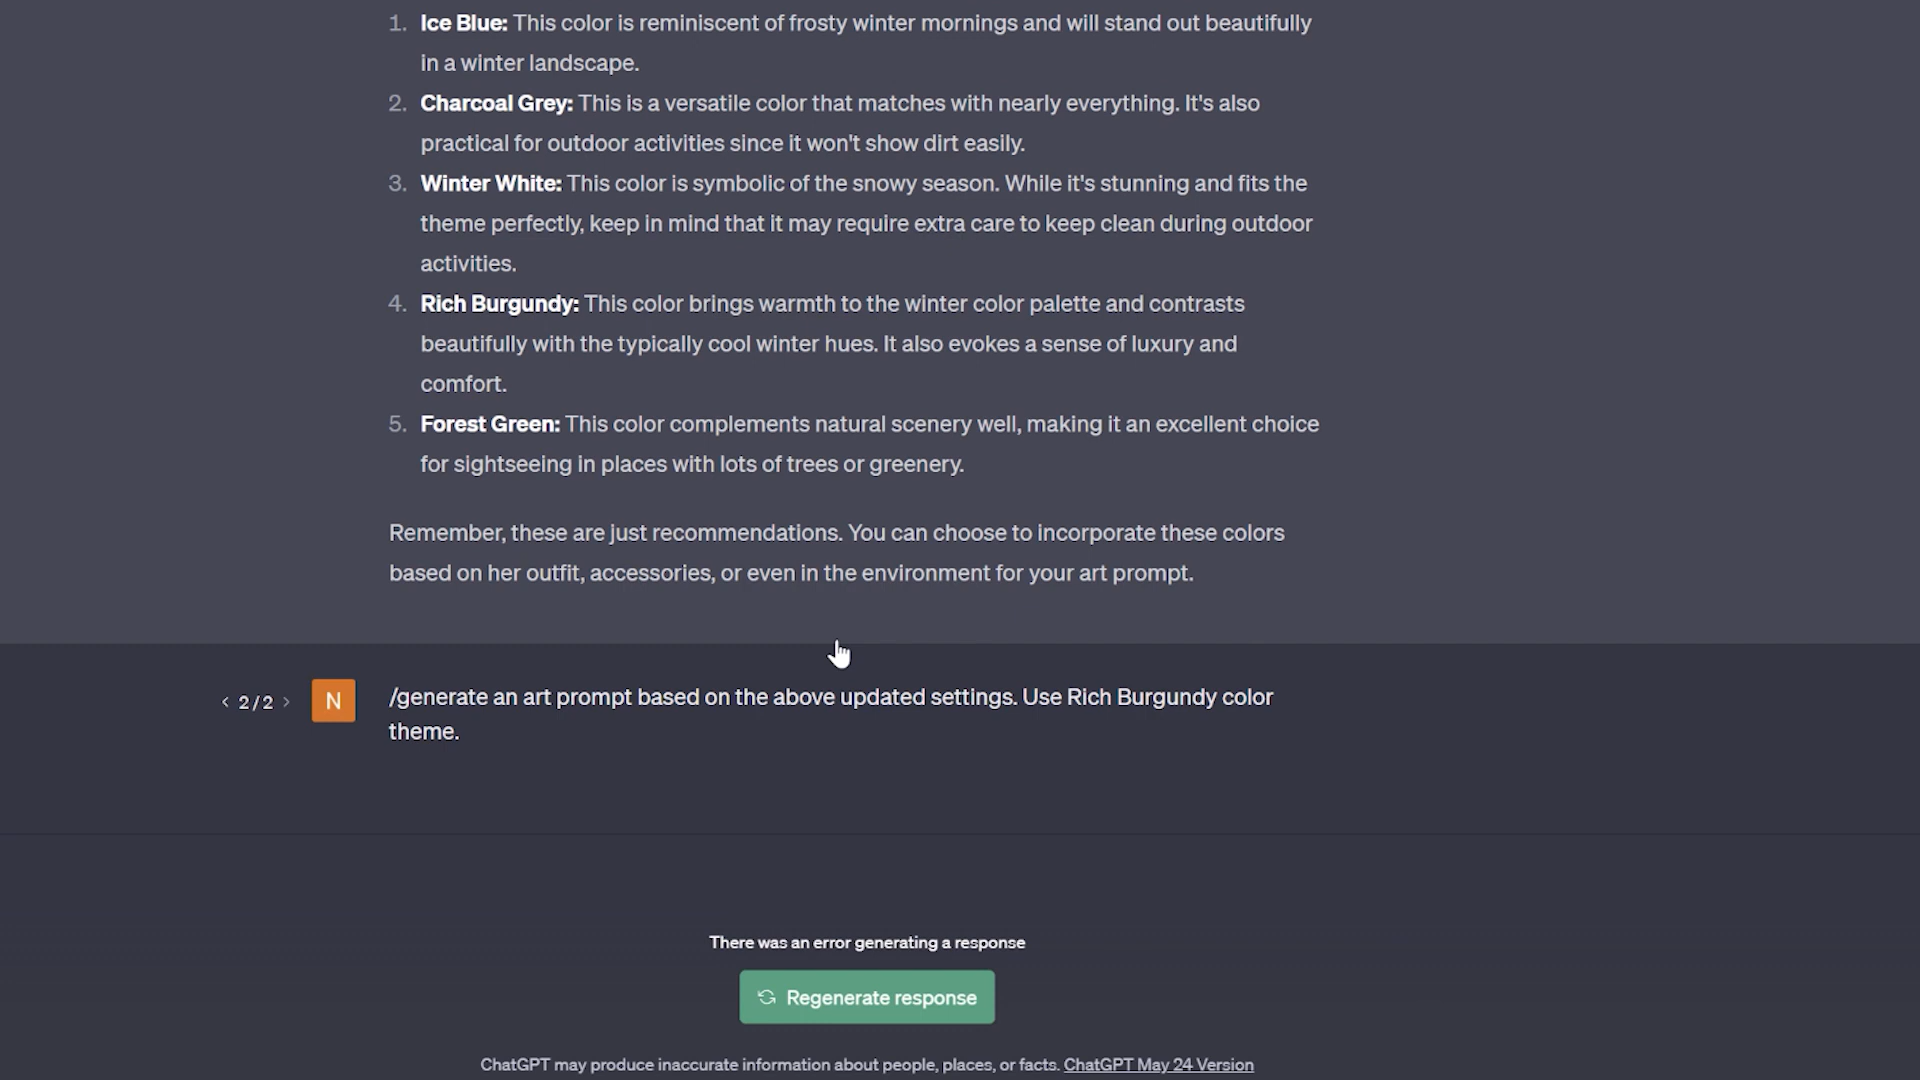 1. Ice Blue: This color is reminiscent of frosty winter mornings and will stand out beautifully
in a winter landscape.
2. Charcoal Grey: This is a versatile color that matches with nearly everything. It's also
practical for outdoor activities since it won't show dirt easily.
3. Winter White: This color is symbolic of the snowy season. While it's stunning and fits the
theme perfectly, keep in mind that it may require extra care to keep clean during outdoor
activities.
4. Rich Burgundy: This color brings warmth to the winter color palette and contrasts
beautifully with the typically cool winter hues. It also evokes a sense of luxury and
comfort.
5. Forest Green: This color complements natural scenery well, making it an excellent choice
for sightseeing in places with lots of trees or greenery.
Remember, these are just recommendations. You can choose to incorporate these colors
based on her outfit, accessories, or even in the environment for your art prompt.
< 2/2 > N /generate an art prompt based on the above updated settings. Use Rich Burgundy color
theme.
There was an error generating a response
Regenerate response
ChatGPT may produce inaccurate information about people, places, or facts. ChatGPT May 24 Version